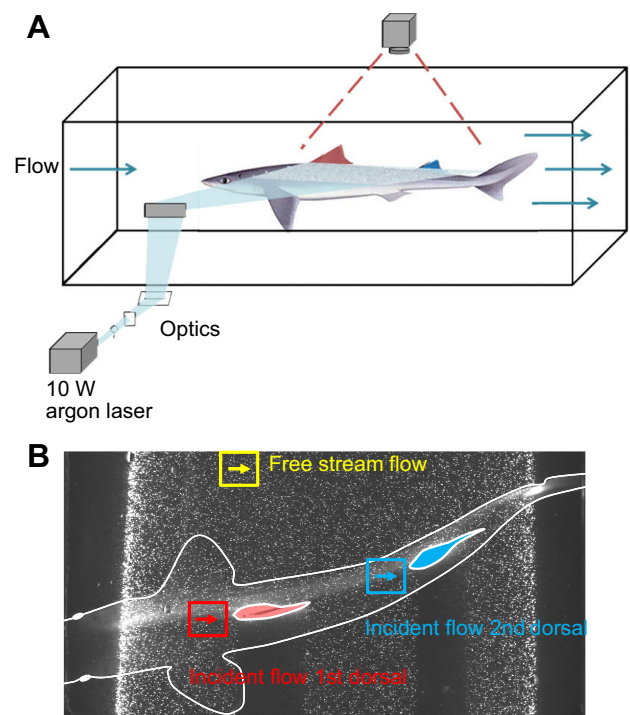 A
Flow
Optics
10 W
argon laser
B
Free stream flow
Incident flow 2nd dorsal
Incident flow 1st dorsal